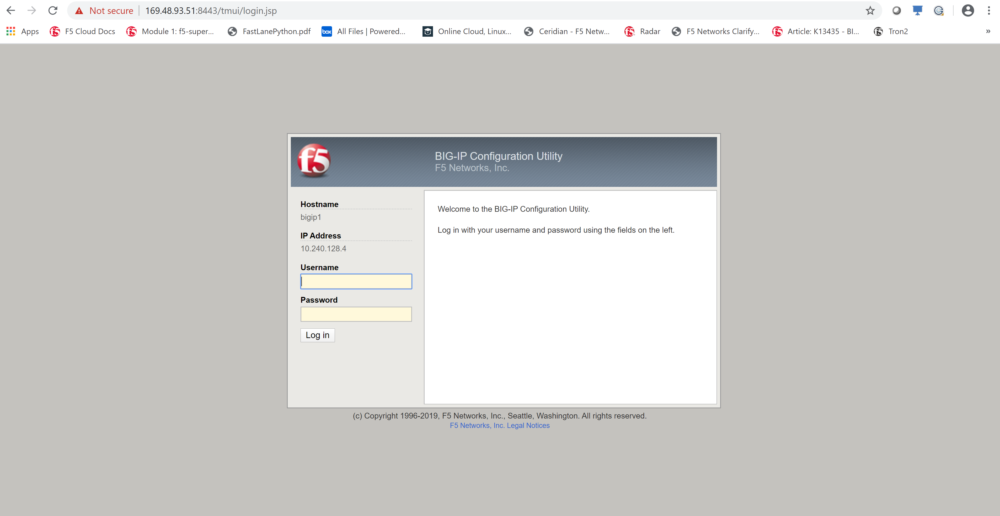 Not secure 169.48.93.51:8443/tmui/login.jsp
Apps F5 Cloud Docs Module 1: f5-super... FastLanePython.pdf box All Files | Powered... Online Cloud, Linux... Ceridian - F5 Netw... Radar F5 Networks Clarify... Article: K13435 - BI... Tron2 »
f5
BIG-IP Configuration Utility
F5 Networks, Inc.
Hostname
bigip1
IP Address
10.240.128.4
Username
Password
Log in
Welcome to the BIG-IP Configuration Utility.
Log in with your username and password using the fields on the left.
(c) Copyright 1996-2019, F5 Networks, Inc., Seattle, Washington. All rights reserved.
F5 Networks, Inc. Legal Notices